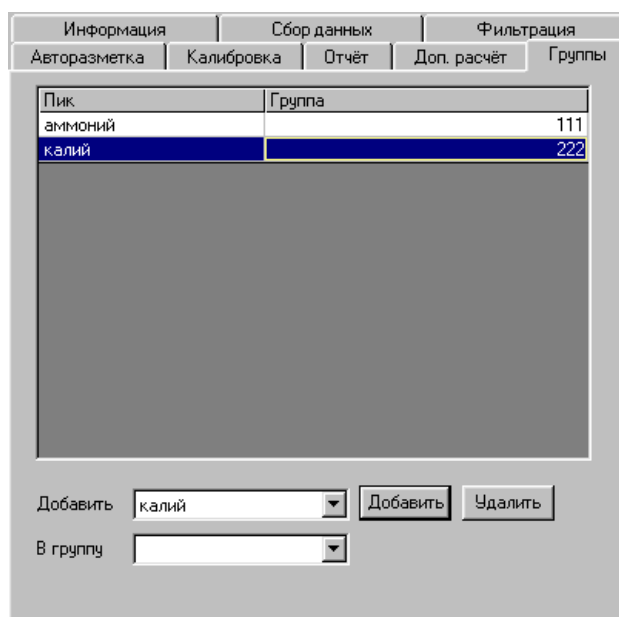 Информация Сбор данных Фильтрация
Авторазметка Калибровка Отчёт Доп. расчёт Группы
Пик Группа
аммоний 111
калий 222
Добавить калий Добавить Удалить
В группу